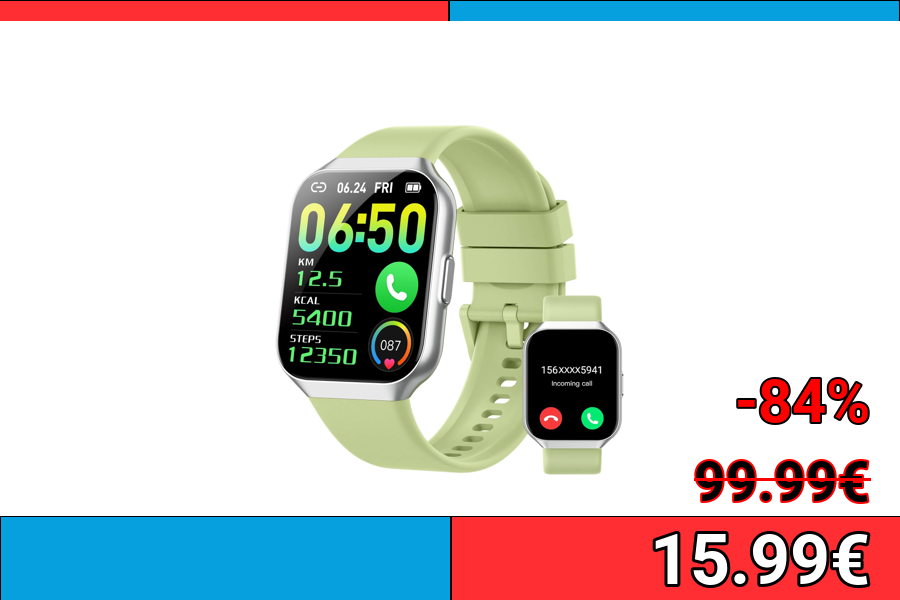 06.24 FRI
06:50
KM
12.5
KCAL
5400
STEPS
12350
087
156XXXX5941
Incoming call
-84%
99.99€
15.99€